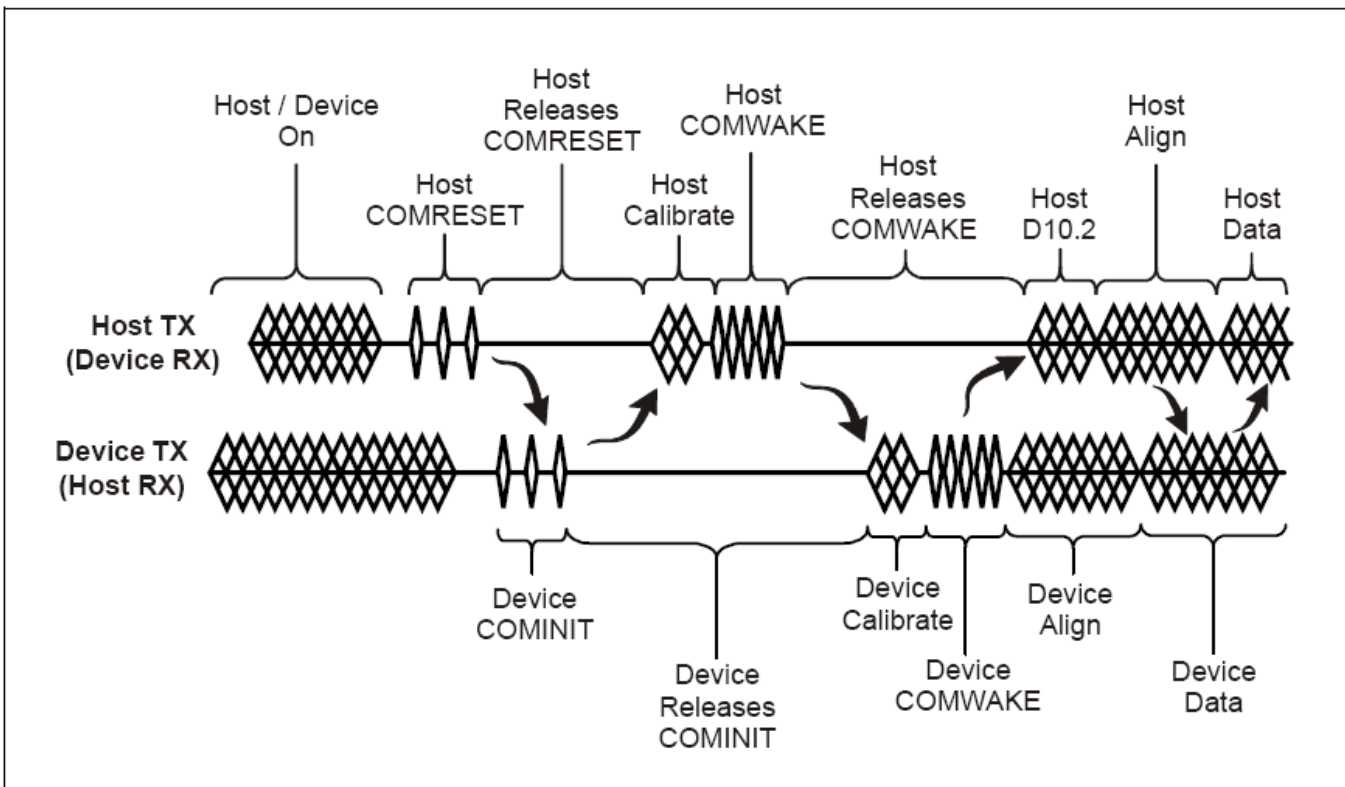 Host / Device
On
Host
COMRESET
Host
Releases
COMRESET
Host
Calibrate
Host
COMWAKE
Host
Releases
COMWAKE
Host
D10.2
Host
Align
Host
Data
Host TX
(Device RX)
Device TX
(Host RX)
Device
COMINIT
Device
Releases
COMINIT
Device
Calibrate
Device
COMWAKE
Device
Align
Device
Data